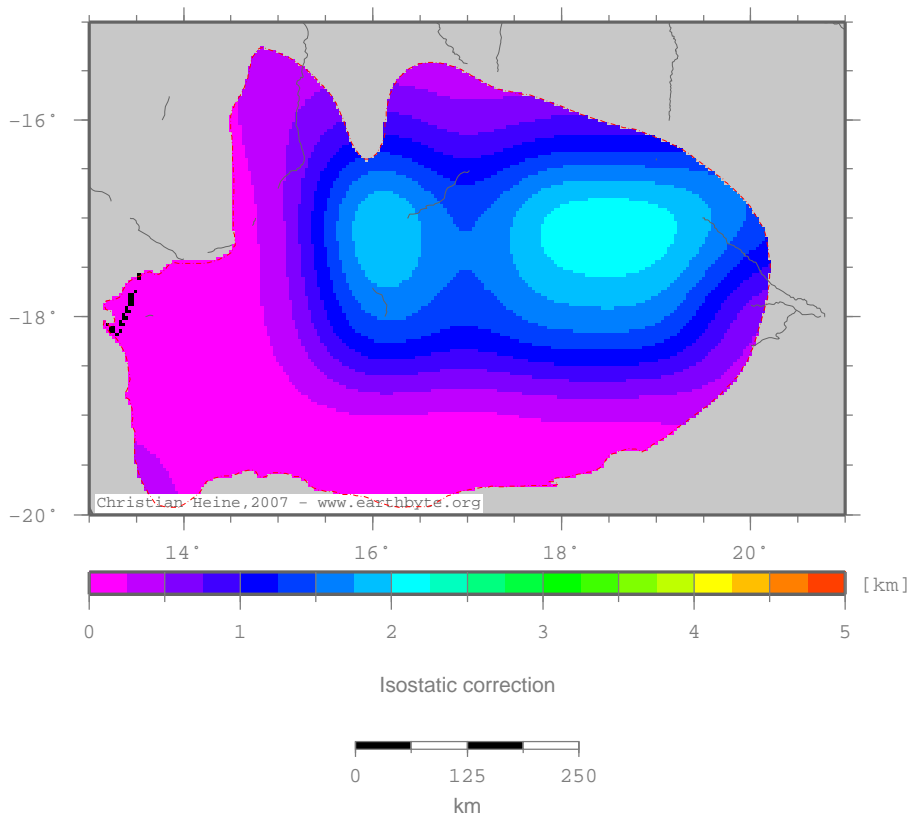 -16°
-18°
-20°
Christian Heine,2007 - www.earthbyte.org
14° 16° 18° 20°
[km]
0 1 2 3 4 5
Isostatic correction
0 125 250
km